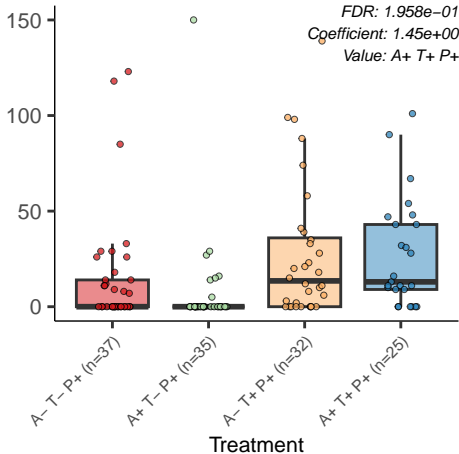 FDR: 1.958e−01
Coefficient: 1.45e+00
Value: A+ T+ P+
150
100
50
0
A− T− P+ (n=37)
A+ T− P+ (n=35)
A− T+ P+ (n=32)
A+ T+ P+ (n=25)
Treatment